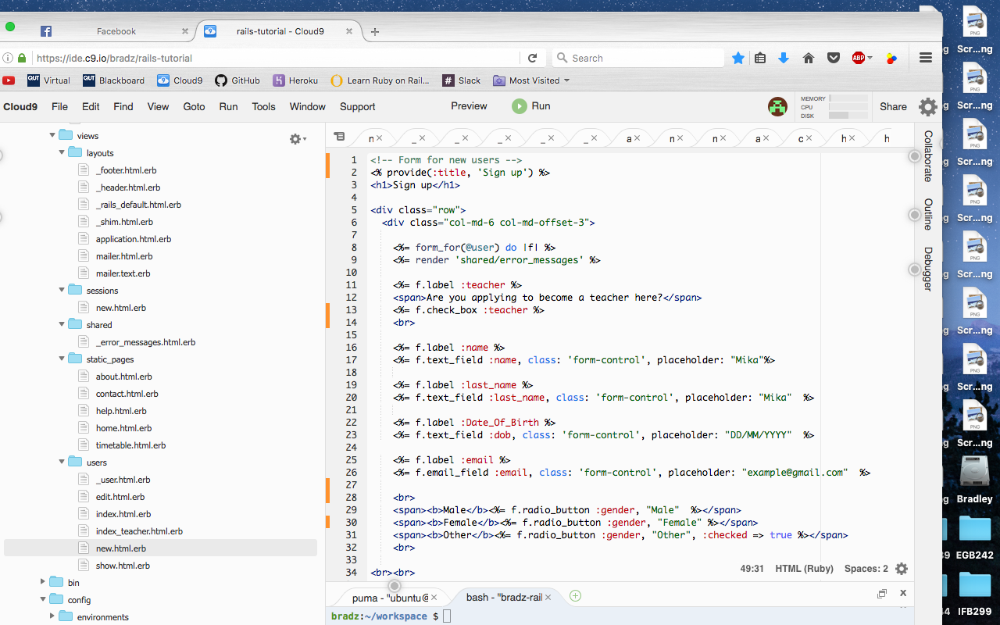 Facebook
rails-tutorial - Cloud9
https://ide.c9.io/bradz/rails-tutorial
Search
ABP
QUT Virtual
QUT Blackboard
Cloud9
GitHub
Heroku
Learn Ruby on Rail...
# Slack
Most Visited
Cloud9 File Edit Find View Goto Run Tools Window Support Preview Run
MEMORY
CPU
DISK
Share
views
layouts
_footer.html.erb
_header.html.erb
_rails_default.html.erb
_shim.html.erb
application.html.erb
mailer.html.erb
mailer.text.erb
sessions
new.html.erb
shared
_error_messages.html.erb
static_pages
about.html.erb
contact.html.erb
help.html.erb
home.html.erb
timetable.html.erb
users
_user.html.erb
edit.html.erb
index.html.erb
index_teacher.html.erb
new.html.erb
show.html.erb
bin
config
environments
n × _ × _ × _ × _ × _ × a × n × n × a × c × h × h
1 <!-- Form for new users -->
2 <% provide(:title, 'Sign up') %>
3 <h1>Sign up</h1>
4
5 <div class="row">
6 <div class="col-md-6 col-md-offset-3">
7
8 <%= form_for(@user) do |f| %>
9 <%= render 'shared/error_messages' %>
10
11 <%= f.label :teacher %>
12 <span>Are you applying to become a teacher here?</span>
13 <%= f.check_box :teacher %>
14 <br>
15
16 <%= f.label :name %>
17 <%= f.text_field :name, class: 'form-control', placeholder: "Mika"%>
18
19 <%= f.label :last_name %>
20 <%= f.text_field :last_name, class: 'form-control', placeholder: "Mika"  %>
21
22 <%= f.label :Date_Of_Birth %>
23 <%= f.text_field :dob, class: 'form-control', placeholder: "DD/MM/YYYY"  %>
24
25 <%= f.label :email %>
26 <%= f.email_field :email, class: 'form-control', placeholder: "example@gmail.com"  %>
27
28 <br>
29 <span><b>Male</b><%= f.radio_button :gender, "Male"  %></span>
30 <span><b>Female</b><%= f.radio_button :gender, "Female" %></span>
31 <span><b>Other</b><%= f.radio_button :gender, "Other", :checked => true %></span>
32 <br>
33
34 <br><br>
49:31 HTML (Ruby) Spaces: 2
puma - "ubuntu@ ×
bash - "bradz-rail ×
bradz:~/workspace $
Collaborate
Outline
Debugger
PNG
g Scr...ng
PNG
g Scr...ng
PNG
g Scr...ng
PNG
g Scr...ng
PNG
g Scr...ng
PNG
g Scr...ng
PNG
g Scr...ng
PNG
g Scr...ng
g Bradley
39 EGB242
44 IFB299